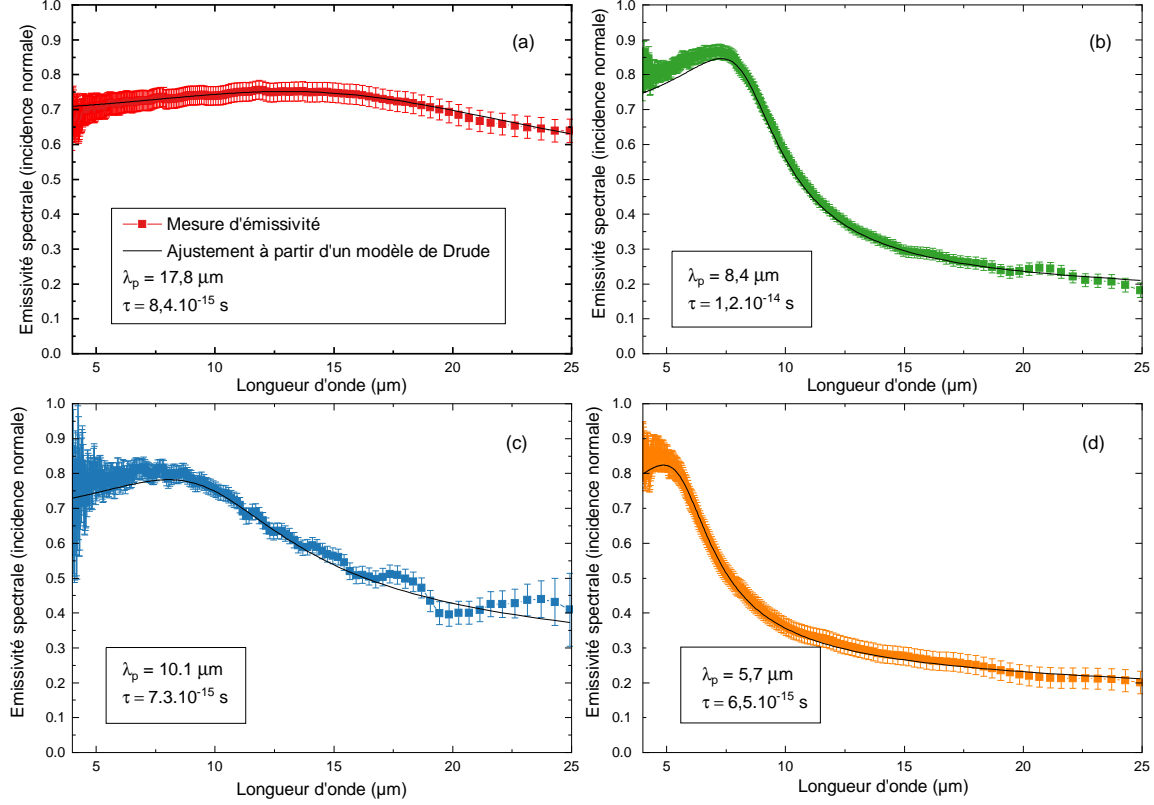 (a)
Emissivité spectrale (incidence normale)
1.0
0.9
0.8
0.7
0.6
0.5
0.4
0.3
0.2
0.1
0.0
Mesure d'émissivité
Ajustement à partir d'un modèle de Drude
λp = 17,8 µm
τ = 8,4.10-15 s
5 10 15 20 25
Longueur d'onde (µm)
(b)
Emissivité spectrale (incidence normale)
1.0
0.9
0.8
0.7
0.6
0.5
0.4
0.3
0.2
0.1
0.0
λp = 8,4 µm
τ = 1,2.10-14 s
5 10 15 20 25
Longueur d'onde (µm)
(c)
Emissivité spectrale (incidence normale)
1.0
0.9
0.8
0.7
0.6
0.5
0.4
0.3
0.2
0.1
0.0
λp = 10.1 µm
τ = 7.3.10-15 s
5 10 15 20 25
Longueur d'onde (µm)
(d)
Emissivité spectrale (incidence normale)
1.0
0.9
0.8
0.7
0.6
0.5
0.4
0.3
0.2
0.1
0.0
λp = 5,7 µm
τ = 6,5.10-15 s
5 10 15 20 25
Longueur d'onde (µm)